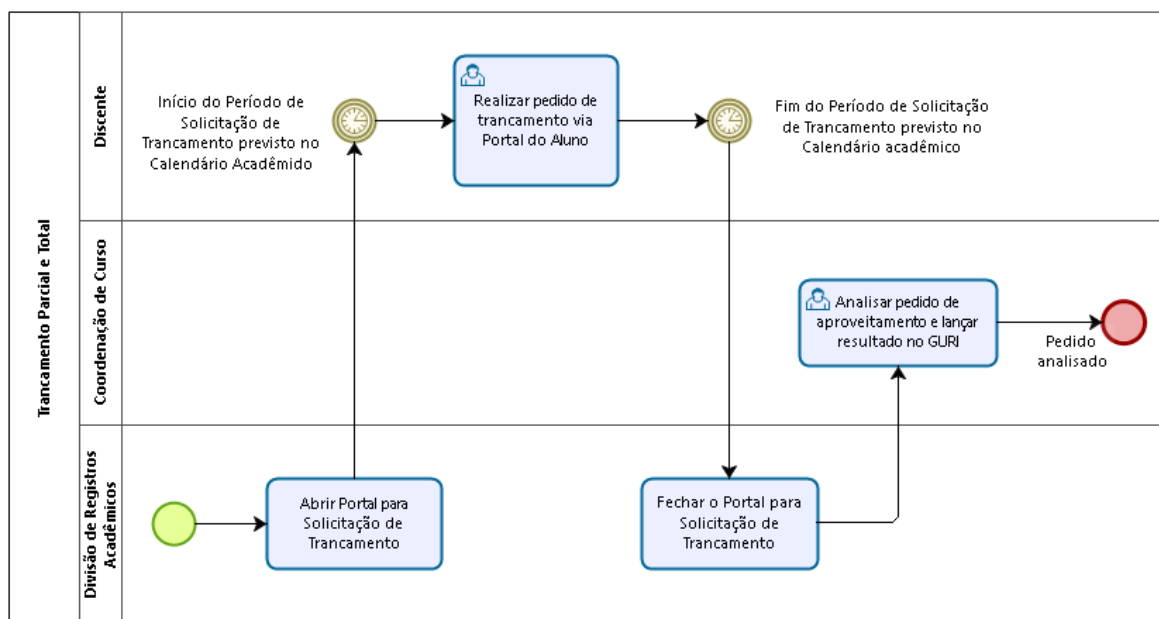 Trancamento Parcial e Total
Discente
Início do Período de
Solicitação de
Trancamento previsto no
Calendário Acadêmido
Realizar pedido de
trancamento via
Portal do Aluno
Fim do Período de Solicitação
de Trancamento previsto no
Calendário acadêmico
Coordenação de Curso
Analisar pedido de
aproveitamento e lançar
resultado no GURI
Pedido
analisado
Divisão de Registros
Acadêmicos
Abrir Portal para
Solicitação de
Trancamento
Fechar o Portal para
Solicitação de
Trancamento